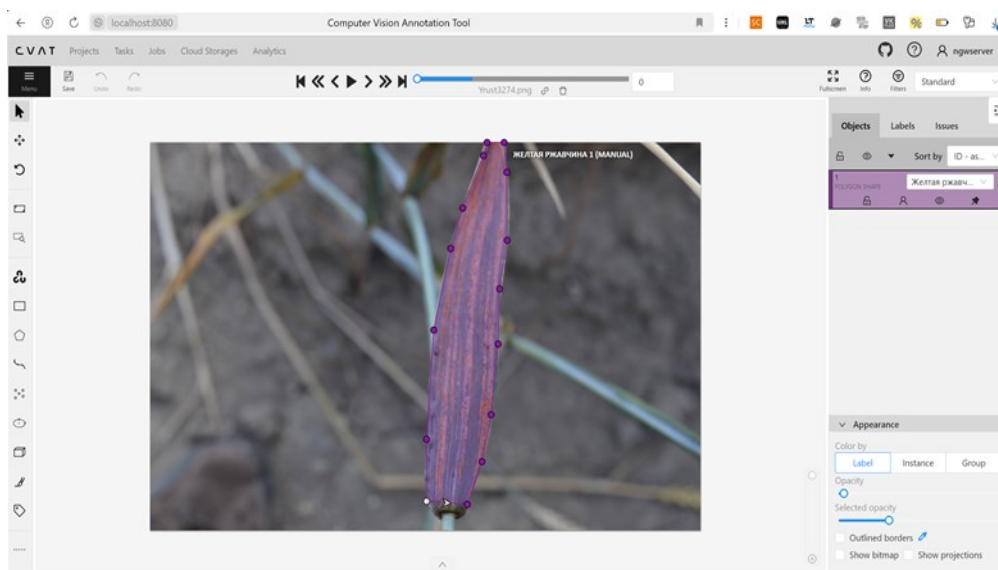 localhost:8080 Computer Vision Annotation Tool
CVAT Projects Tasks Jobs Cloud Storages Analytics ngwserver
Menu Save Undo Redo Yrust3274.png 0 Fullscreen Info Filters Standard
Objects Labels Issues
Sort by ID - as...
ЖЕЛТАЯ РЖАВЧИНА 1 (MANUAL)
1 Желтая ржавч...
POLYGON SHAPE
Appearance
Color by
Label Instance Group
Opacity
Selected opacity
Outlined borders
Show bitmap Show projections